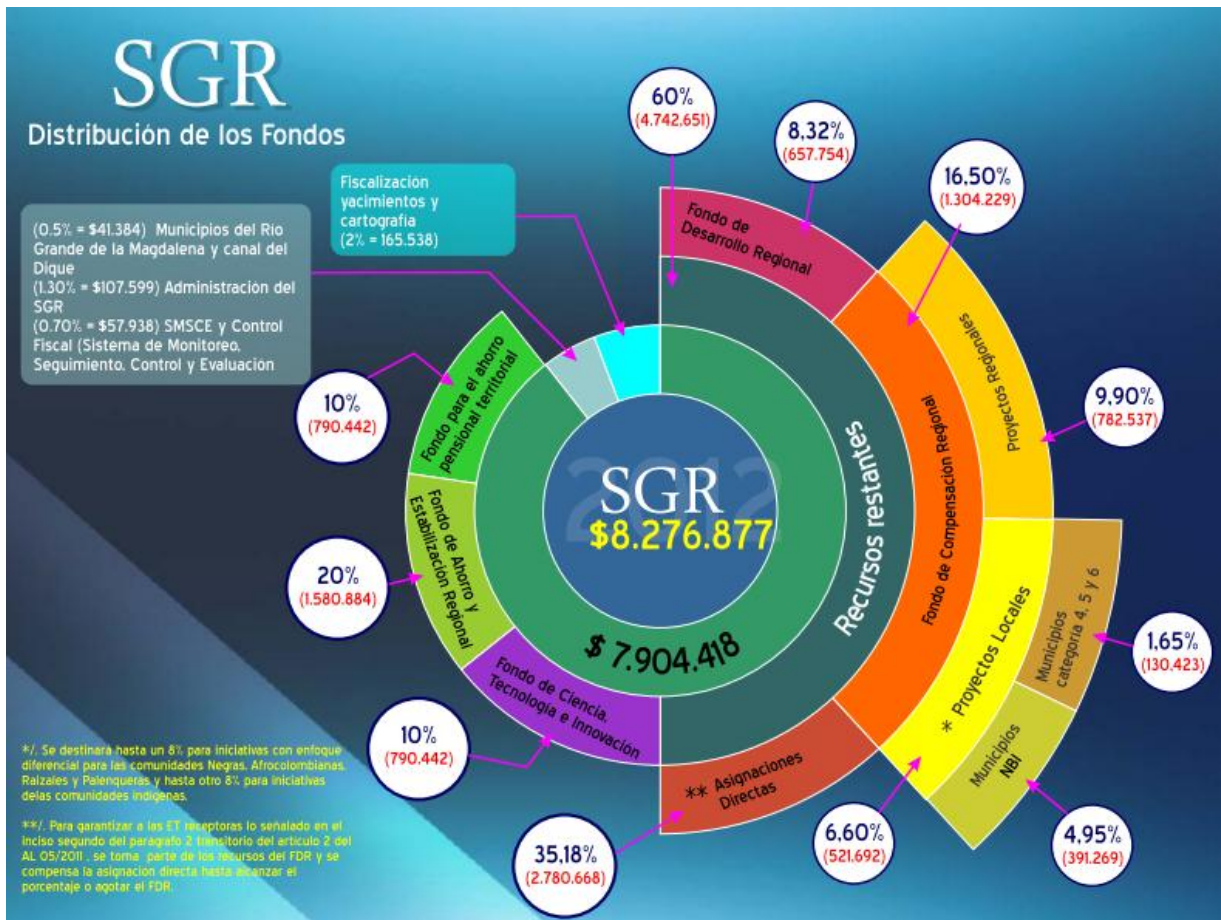 SGR
Distribución de los Fondos
(0.5% = $41.384) Municipios del Río
Grande de la Magdalena y canal del
Dique
(1.30% = $107.599) Administración del
SGR
(0.70% = $57.938) SMSCE y Control
Fiscal (Sistema de Monitoreo,
Seguimiento, Control y Evaluación
Fiscalización
yacimientos y
cartografía
(2% = 165.538)
60%
(4.742.651)
8,32%
(657.754)
16,50%
(1.304.229)
Fondo de
Desarrollo Regional
Proyectos Regionales
9,90%
(782.537)
Fondo de Compensación Regional
Recursos restantes
10%
(790.442)
Fondo para el ahorro
pensional territorial
2012
SGR
$8.276.877
$ 7.904.418
20%
(1.580.884)
Fondo de Ahorro y
Estabilización Regional
Fondo de Ciencia,
Tecnología e Innovación
10%
(790.442)
* Proyectos Locales
Municipios
categoría 4, 5 y 6
1,65%
(130.423)
Municipios
NBI
4,95%
(391.269)
** Asignaciones
Directas
6,60%
(521.692)
35,18%
(2.780.668)
*/. Se destinará hasta un 8% para iniciativas con enfoque
diferencial para las comunidades Negras, Afrocolombianas,
Raizales y Palenqueras y hasta otro 8% para iniciativas
delas comunidades indígenas.
**/. Para garantizar a las ET receptoras lo señalado en el
inciso segundo del paragrafo 2 transitorio del articulo 2 del
AL 05/2011 , se toma parte de los recursos del FDR y se
compensa la asignación directa hasta alcanzar el
porcentaje o agotar el FDR.